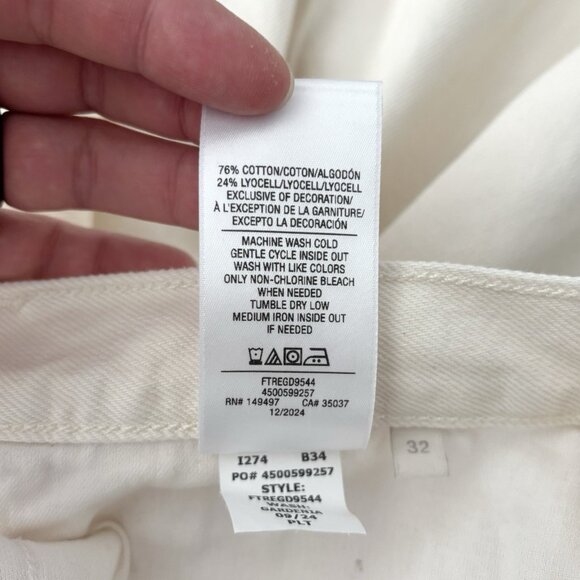 76% COTTON/COTON/ALGODÓN
24% LYOCELL/LYOCELL/LYOCELL
EXCLUSIVE OF DECORATION/
À L'EXCEPTION DE LA GARNITURE/
EXCEPTO LA DECORACIÓN
MACHINE WASH COLD
GENTLE CYCLE INSIDE OUT
WASH WITH LIKE COLORS
ONLY NON-CHLORINE BLEACH
WHEN NEEDED
TUMBLE DRY LOW
MEDIUM IRON INSIDE OUT
IF NEEDED
FTREGD9544
4500599257
RN# 149497 CA# 35037
12/2024
I274 B34
PO# 4500599257
STYLE:
FTREGD9544
WASH:
GARDENIA
09/24
PLT
32